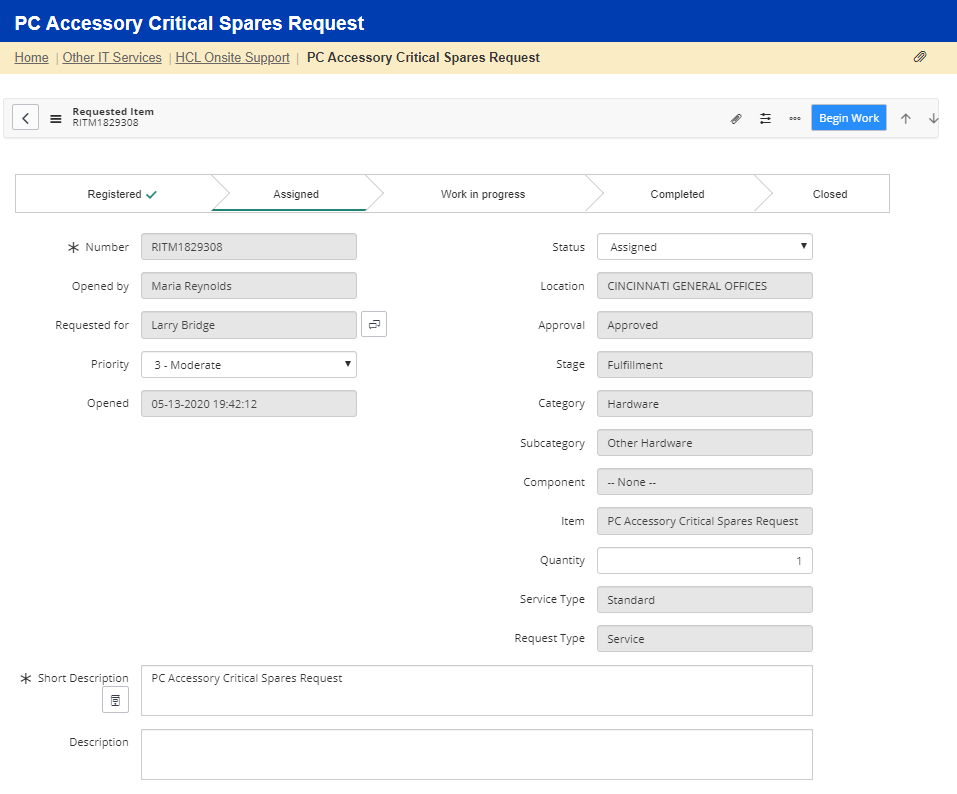 PC Accessory Critical Spares Request
Home | Other IT Services | HCL Onsite Support | PC Accessory Critical Spares Request
Requested Item
RITM1829308
Begin Work
Registered
Assigned
Work in progress
Completed
Closed
Number RITM1829308
Opened by Maria Reynolds
Requested for Larry Bridge
Priority 3 - Moderate
Opened 05-13-2020 19:42:12
Status Assigned
Location CINCINNATI GENERAL OFFICES
Approval Approved
Stage Fulfillment
Category Hardware
Subcategory Other Hardware
Component -- None --
Item PC Accessory Critical Spares Request
Quantity 1
Service Type Standard
Request Type Service
Short Description PC Accessory Critical Spares Request
Description